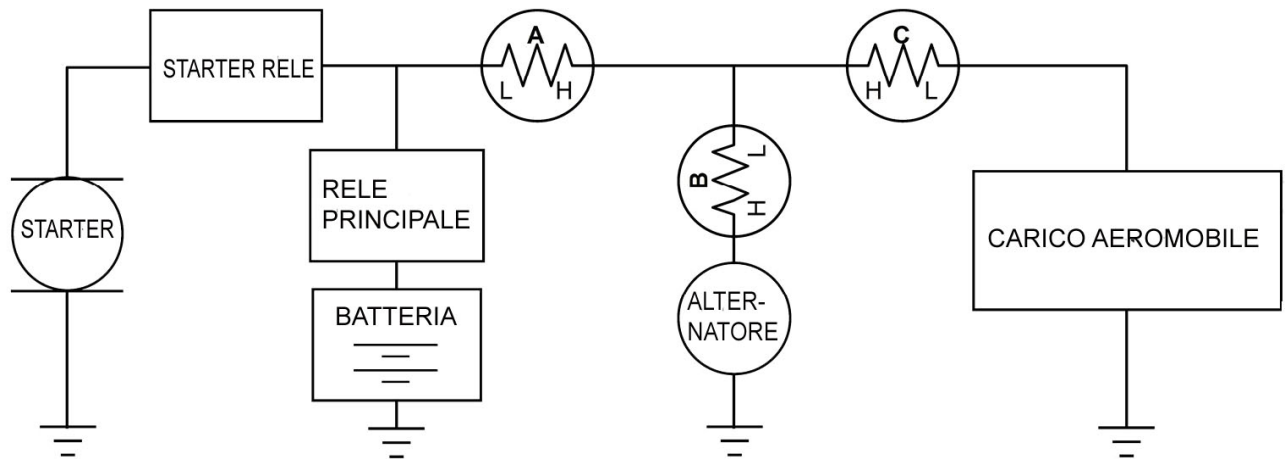 STARTER RELE
A
L H
C
H L
STARTER
RELE
PRINCIPALE
B
L
H
CARICO AEROMOBILE
BATTERIA
ALTER-
NATORE